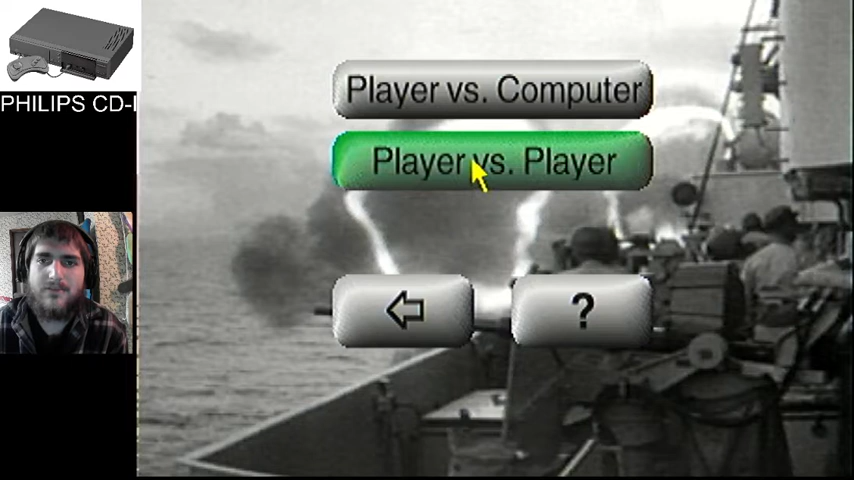 PHILIPS CD-I
Player vs. Computer
Player vs. Player
?